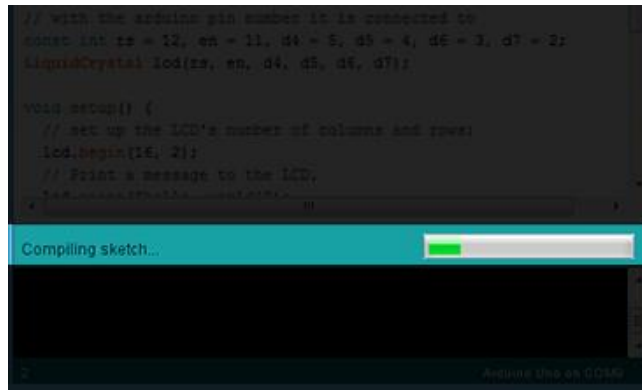 // with the arduino pin number it is connected to
const int rs = 12, en = 11, d4 = 5, d5 = 4, d6 = 3, d7 = 2;
LiquidCrystal lcd(rs, en, d4, d5, d6, d7);
void setup() {
// set up the LCD's number of columns and rows:
lcd.begin(16, 2);
// Print a message to the LCD.
Compiling sketch...
2
Arduino Uno on COM9